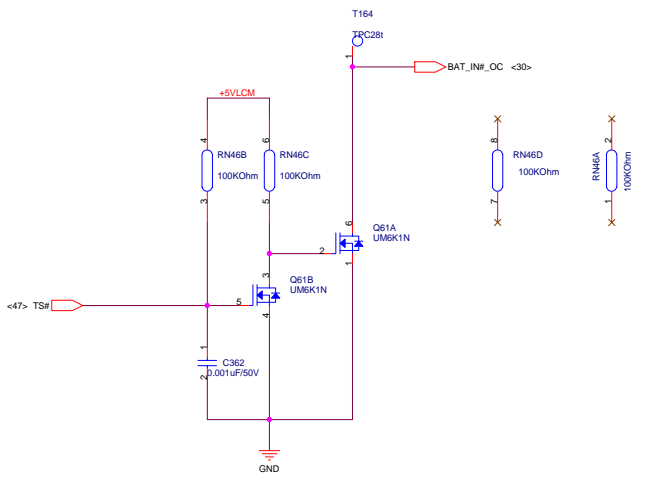 T164
TPC28t
1
BAT_IN#_OC <30>
+5VLCM
4
RN46B
100KOhm
3
6
RN46C
100KOhm
5
8
RN46D
100KOhm
7
2
RN46A
100KOhm
1
6
Q61A
UM6K1N
2
1
3
Q61B
UM6K1N
5
4
<47> TS#
1
C362
0.001uF/50V
2
GND